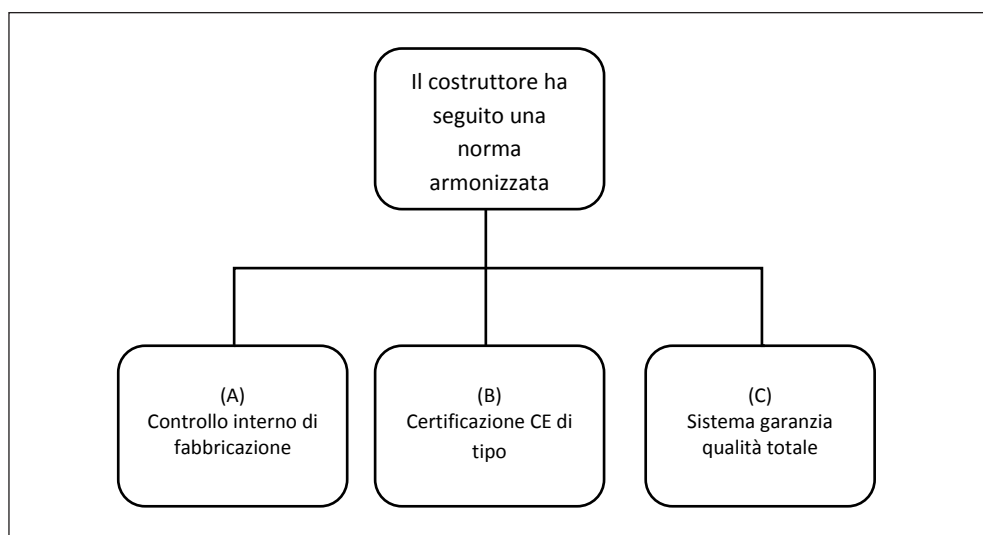 Il costruttore ha
seguito una
norma
armonizzata
(A)
Controllo interno di
fabbricazione
(B)
Certificazione CE di
tipo
(C)
Sistema garanzia
qualità totale